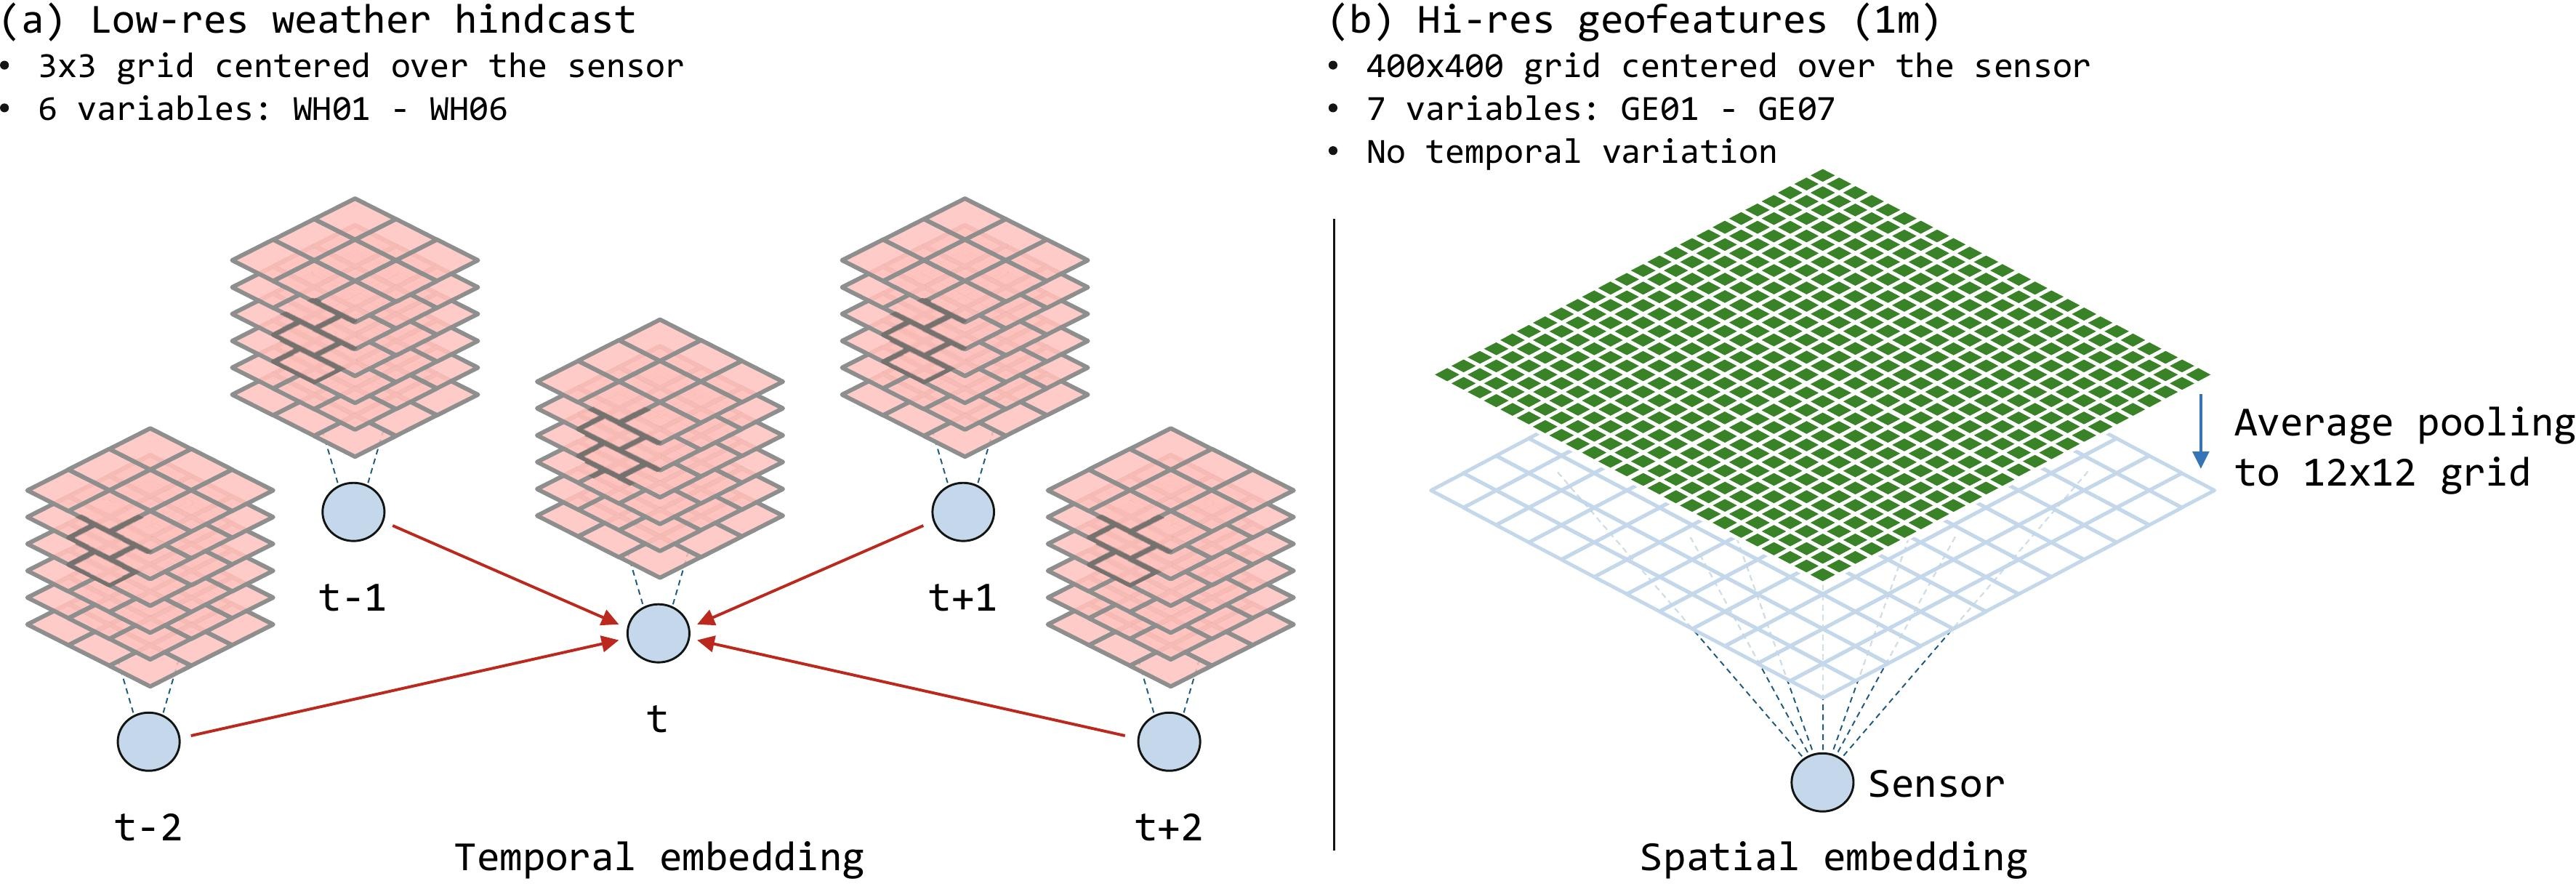 (a) Low-res weather hindcast
• 3x3 grid centered over the sensor
• 6 variables: WH01 - WH06
t-1
t+1
t
t-2
t+2
Temporal embedding
(b) Hi-res geofeatures (1m)
• 400x400 grid centered over the sensor
• 7 variables: GE01 - GE07
• No temporal variation
Average pooling
to 12x12 grid
Sensor
Spatial embedding